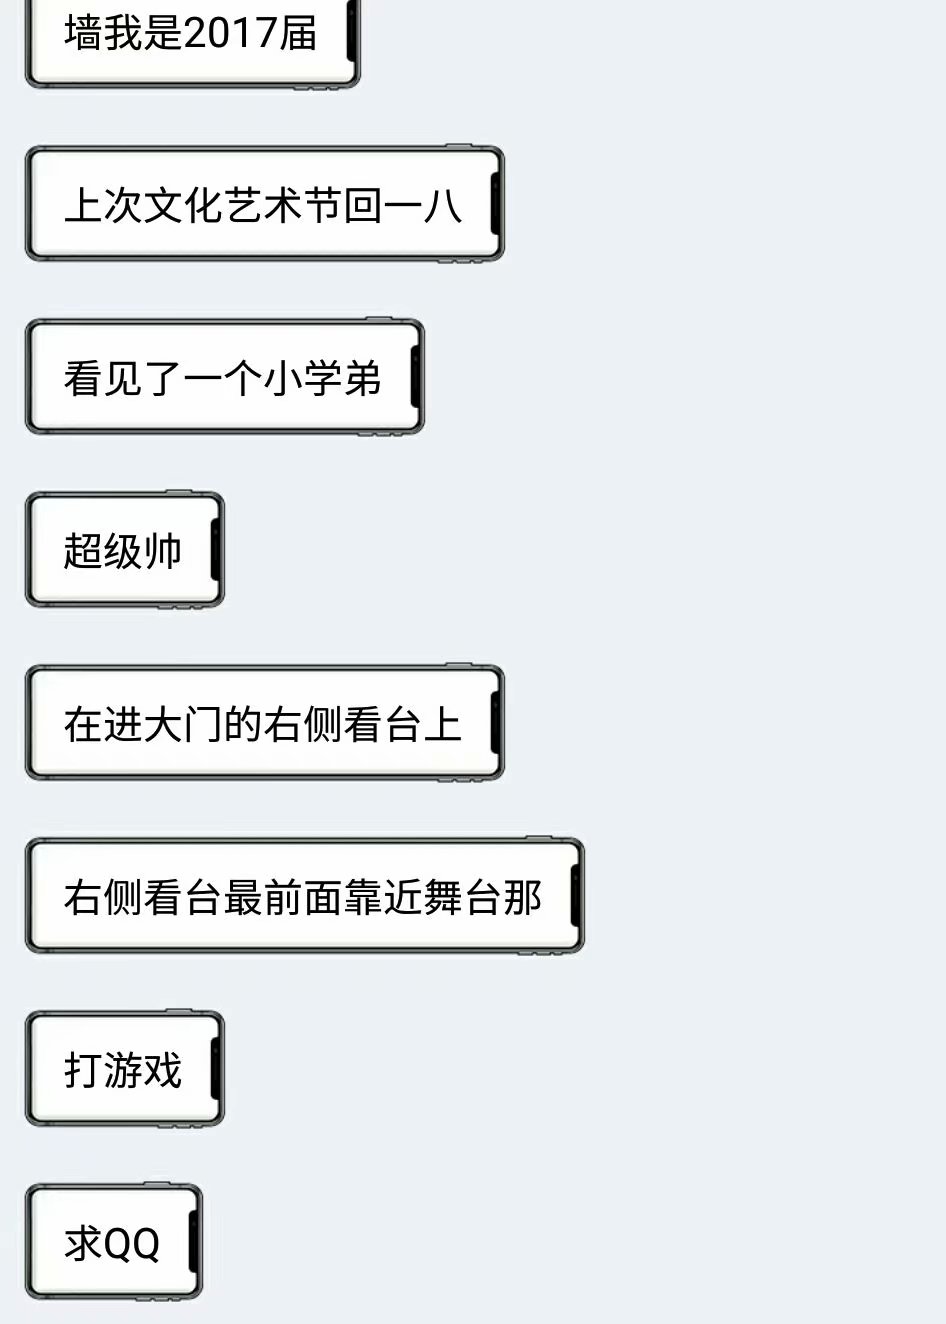 墙我是2017届
上次文化艺术节回一八
看见了一个小学弟
超级帅
在进大门的右侧看台上
右侧看台最前面靠近舞台那
打游戏
求QQ